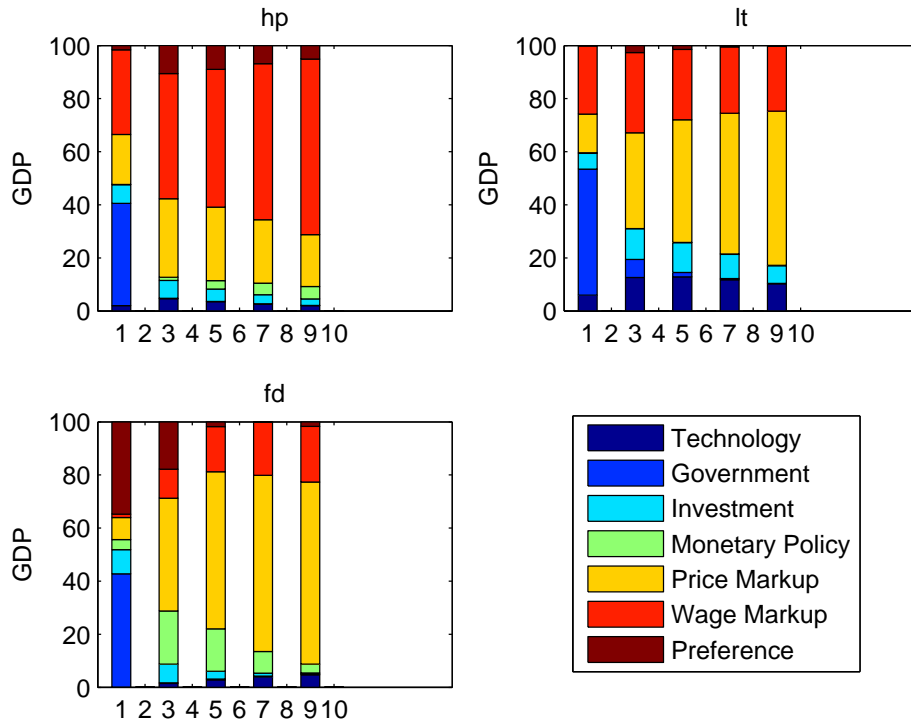 hp
100
80
60
40
20
0
GDP
1 2 3 4 5 6 7 8 9 10
lt
100
80
60
40
20
0
GDP
1 2 3 4 5 6 7 8 9 10
fd
100
80
60
40
20
0
GDP
1 2 3 4 5 6 7 8 9 10
Technology
Government
Investment
Monetary Policy
Price Markup
Wage Markup
Preference